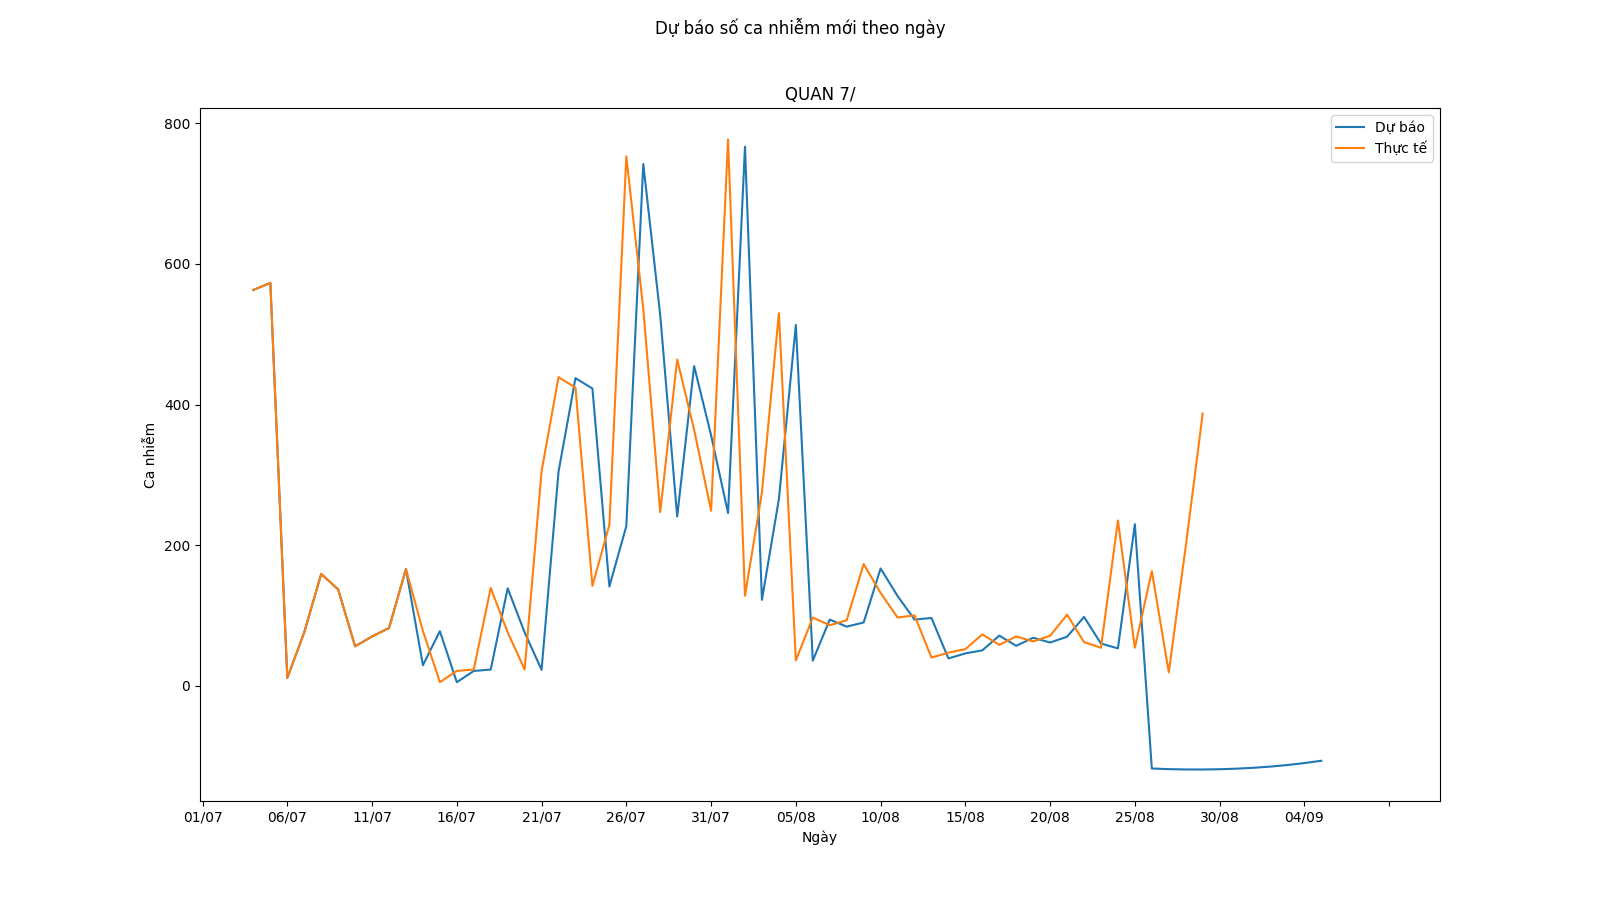 Dự báo số ca nhiễm mới theo ngày
QUAN 7/
Dự báo
Thực tế
800
600
400
200
0
Ca nhiễm
01/07 06/07 11/07 16/07 21/07 26/07 31/07 05/08 10/08 15/08 20/08 25/08 30/08 04/09
Ngày